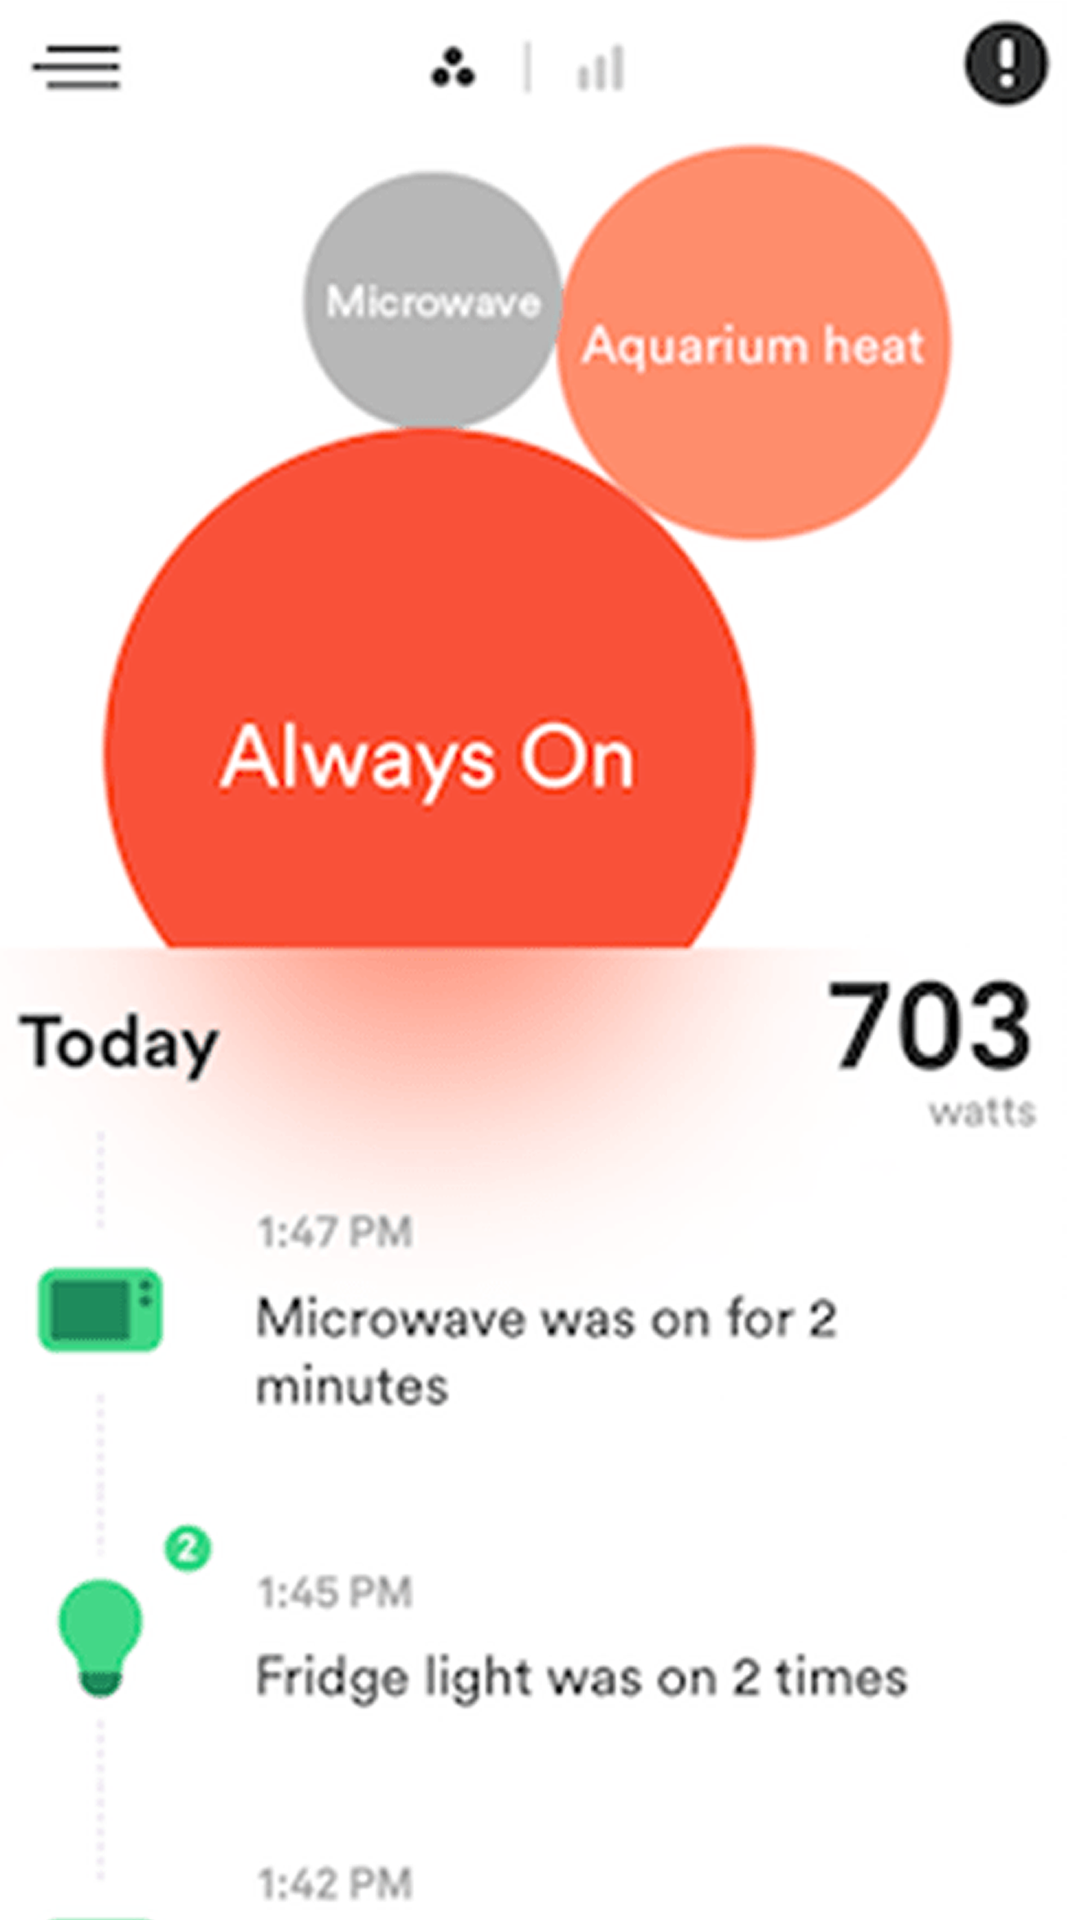 Microwave
Aquarium heat
Always On
Today
703
watts
1:47 PM
Microwave was on for 2
minutes
2
1:45 PM
Fridge light was on 2 times
1:42 PM